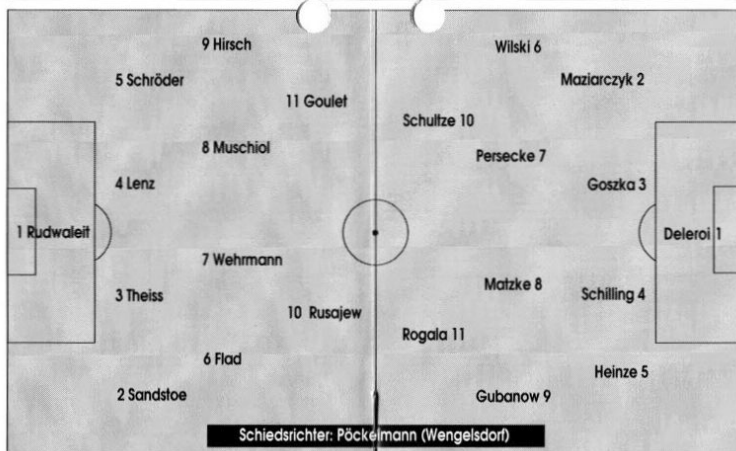 9 Hirsch
Wilski 6
5 Schröder
Maziarczyk 2
11 Goulet
Schultze 10
8 Muschiol
Persecke 7
4 Lenz
Goszka 3
1 Rudwaleit
Deleroi 1
7 Wehrmann
Matzke 8
3 Theiss
Schilling 4
10 Rusajew
Rogala 11
6 Flad
Heinze 5
2 Sandstoe
Gubanow 9
Schiedsrichter: Pöckelmann (Wengelsdorf)